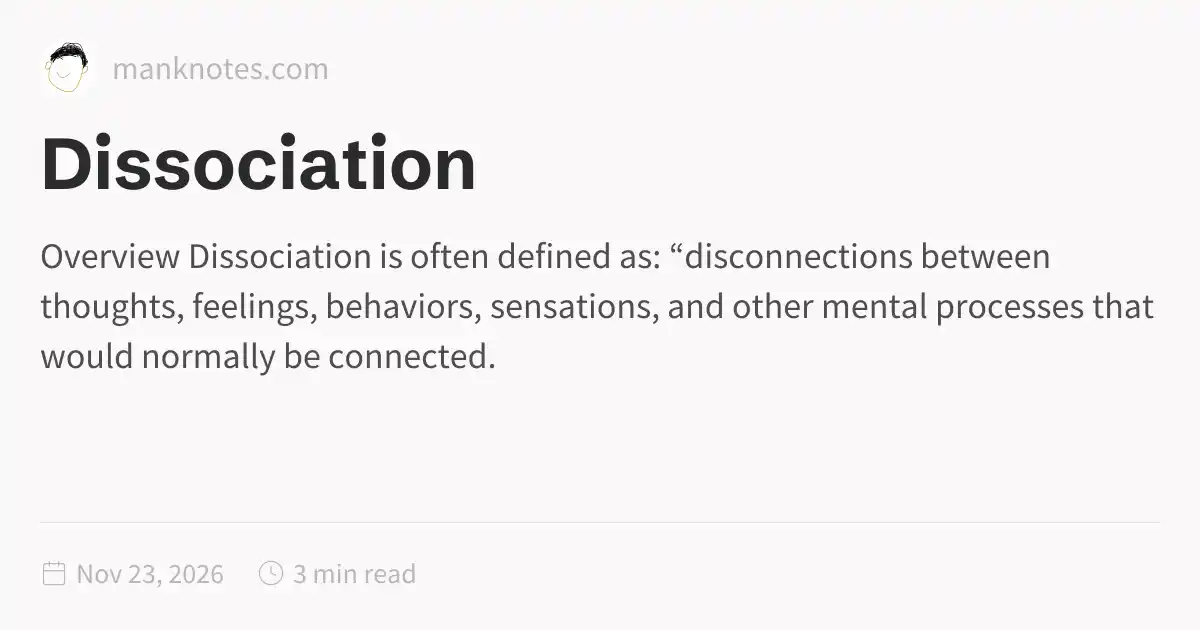 manknotes.com
Dissociation
Overview Dissociation is often defined as: “disconnections between
thoughts, feelings, behaviors, sensations, and other mental processes that
would normally be connected.
Nov 23, 2026 3 min read